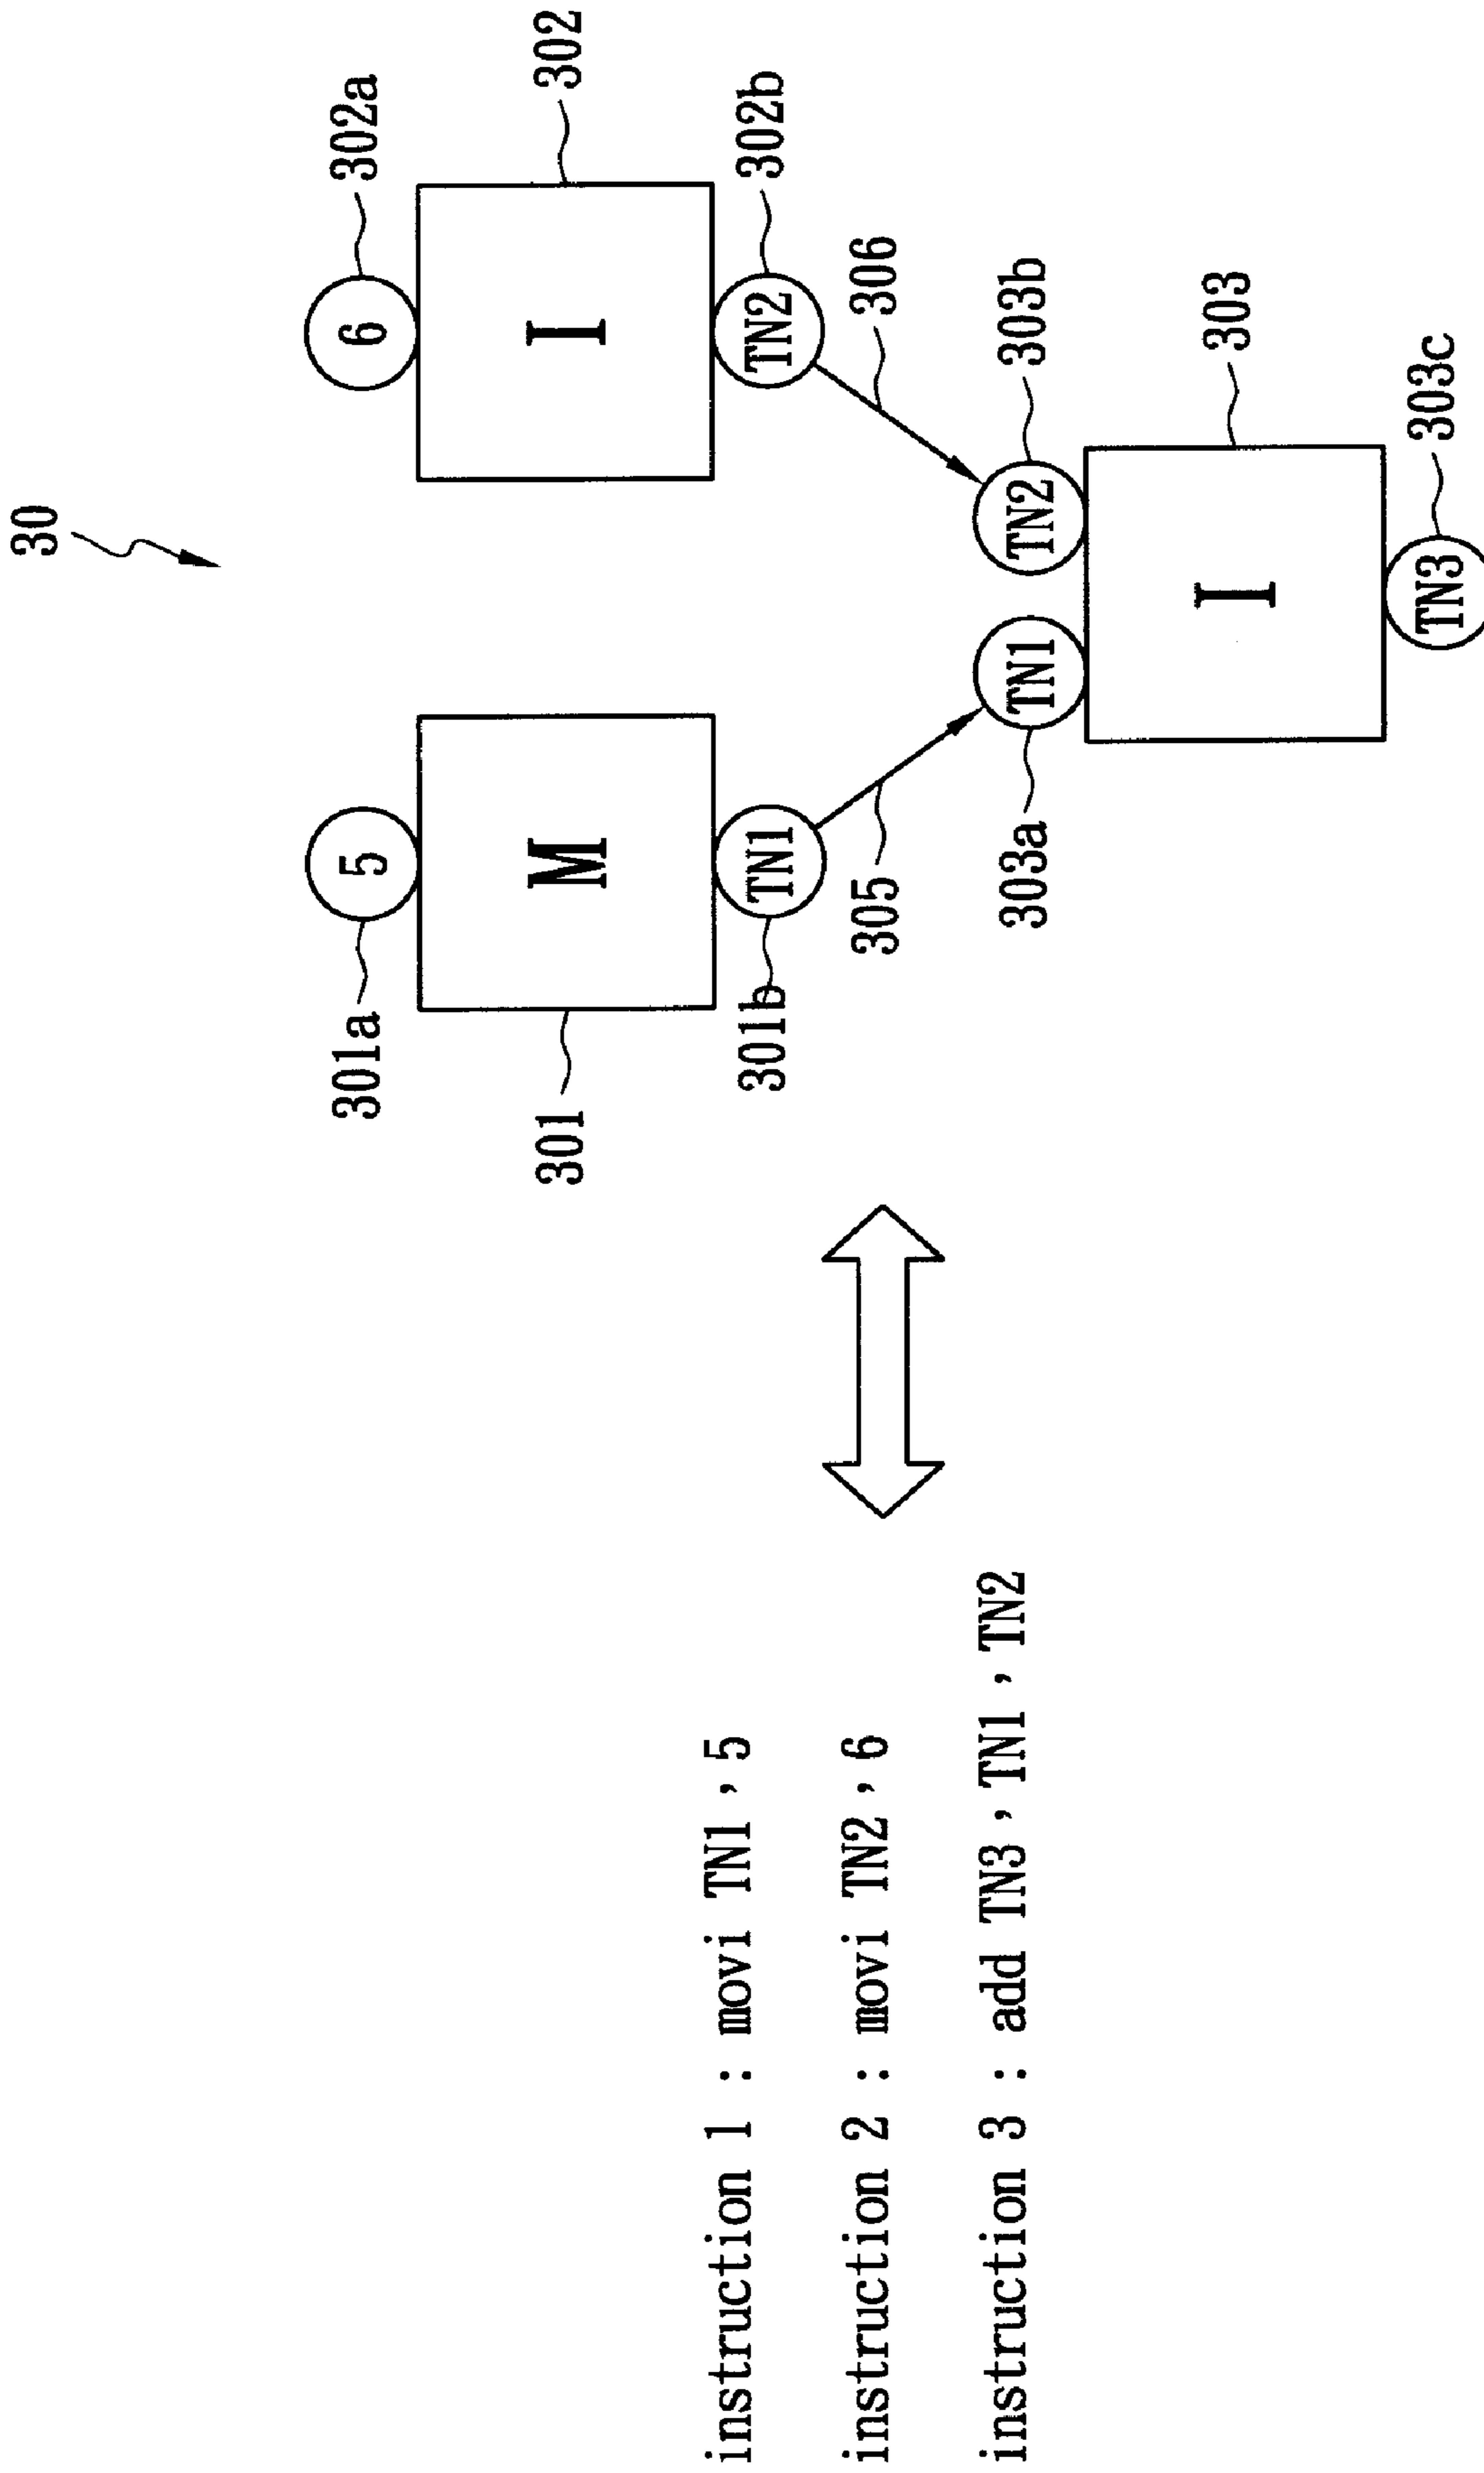 30
301a
5
6
302a
301
M
I
302
301b
TN1
TN2
302b
305
306
303a
TN1
TN2
303b
I
303
TN3
303c
instruction 1 : movi TN1 , 5
instruction 2 : movi TN2 , 6
instruction 3 : add TN3 , TN1 , TN2